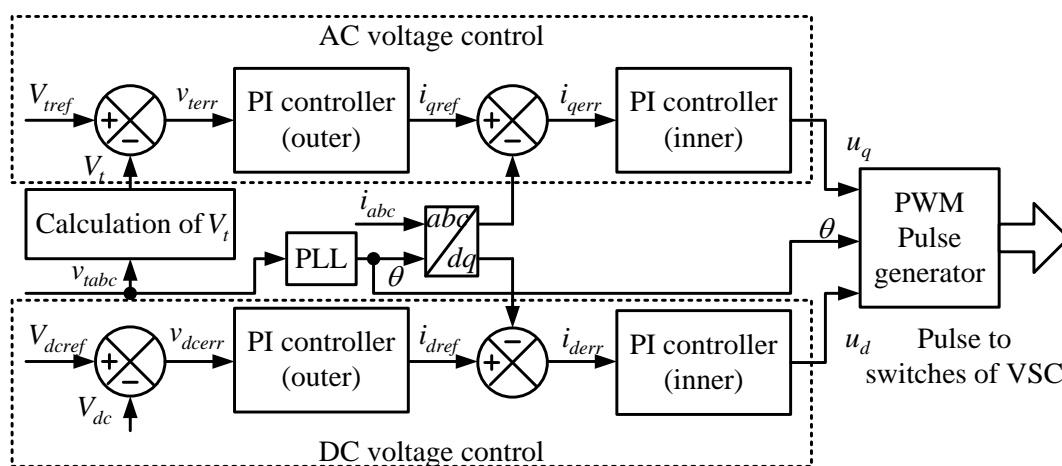 AC voltage control
V_tref
+
−
v_terr
PI controller
(outer)
i_qref
+
−
i_qerr
PI controller
(inner)
u_q
V_t
Calculation of V_t
v_tabc
i_abc
abc
dq
PLL
θ
θ
PWM
Pulse
generator
V_dcref
+
−
v_dcerr
PI controller
(outer)
i_dref
+
−
i_derr
PI controller
(inner)
u_d
Pulse to
switches of VSC
V_dc
DC voltage control